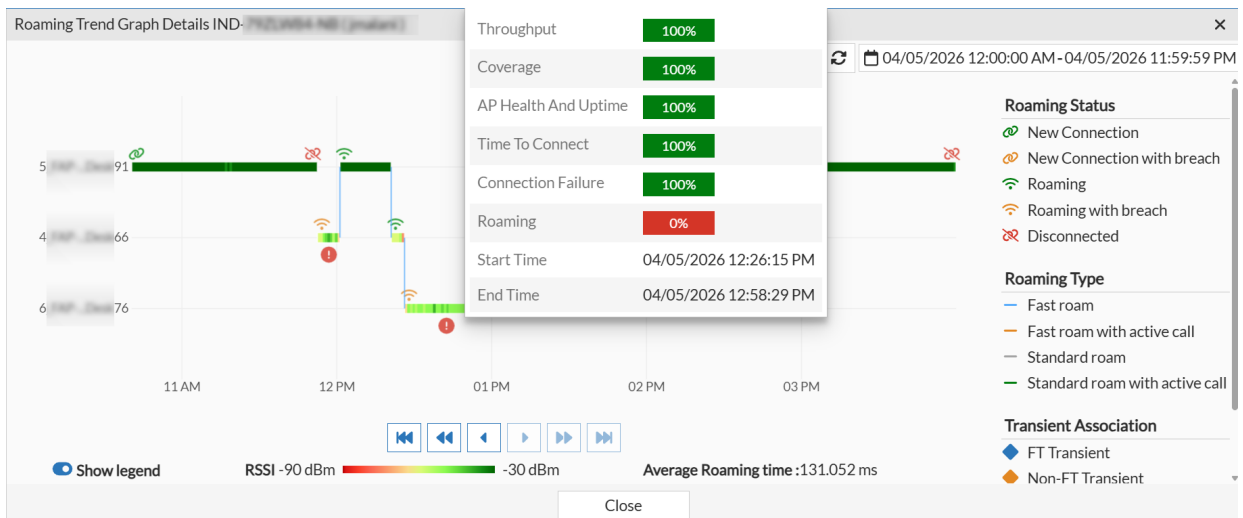 Roaming Trend Graph Details IND-
04/05/2026 12:00:00 AM - 04/05/2026 11:59:59 PM
Throughput 100%
Coverage 100%
AP Health And Uptime 100%
Time To Connect 100%
Connection Failure 100%
Roaming 0%
Start Time 04/05/2026 12:26:15 PM
End Time 04/05/2026 12:58:29 PM
5 91
4 66
6 76
11 AM 12 PM 01 PM 02 PM 03 PM
Roaming Status
New Connection
New Connection with breach
Roaming
Roaming with breach
Disconnected
Roaming Type
Fast roam
Fast roam with active call
Standard roam
Standard roam with active call
Transient Association
FT Transient
Non-FT Transient
Show legend RSSI -90 dBm -30 dBm Average Roaming time :131.052 ms
Close